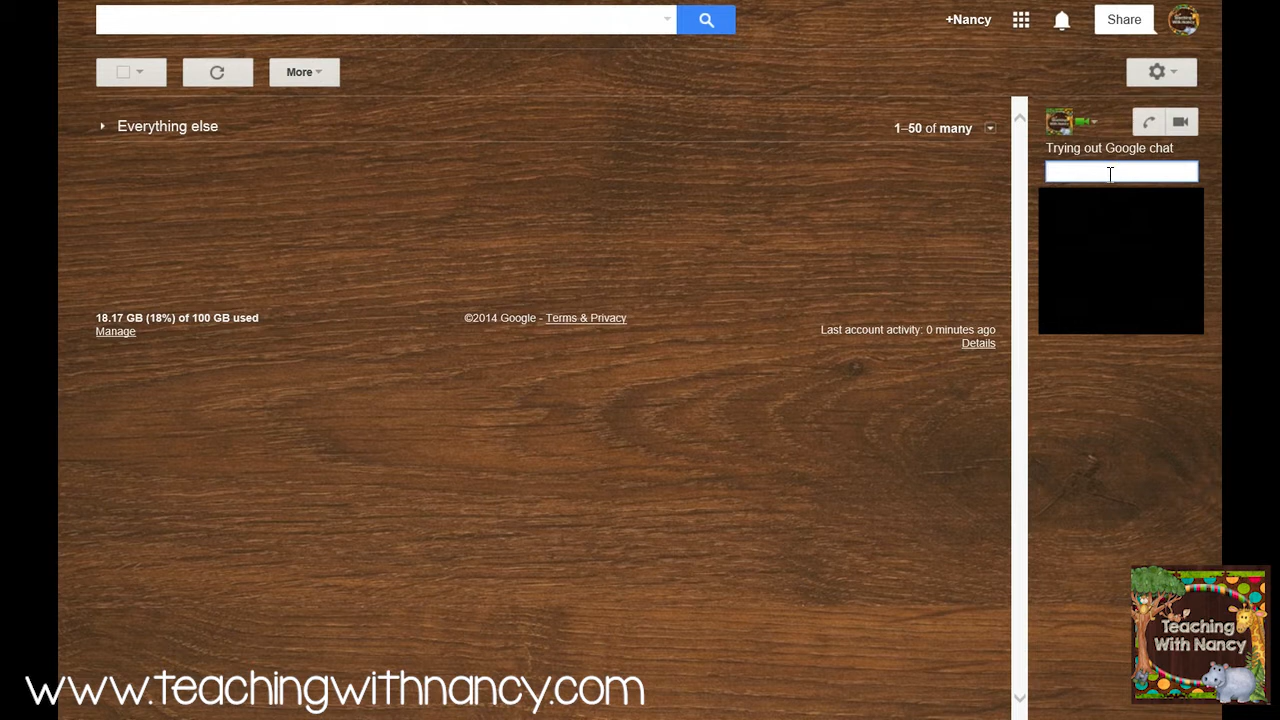 +Nancy
Share
More
Everything else
1–50 of many
Trying out Google chat
18.17 GB (18%) of 100 GB used
Manage
©2014 Google - Terms & Privacy
Last account activity: 0 minutes ago
Details
Teaching
With Nancy
www.teachingwithnancy.com